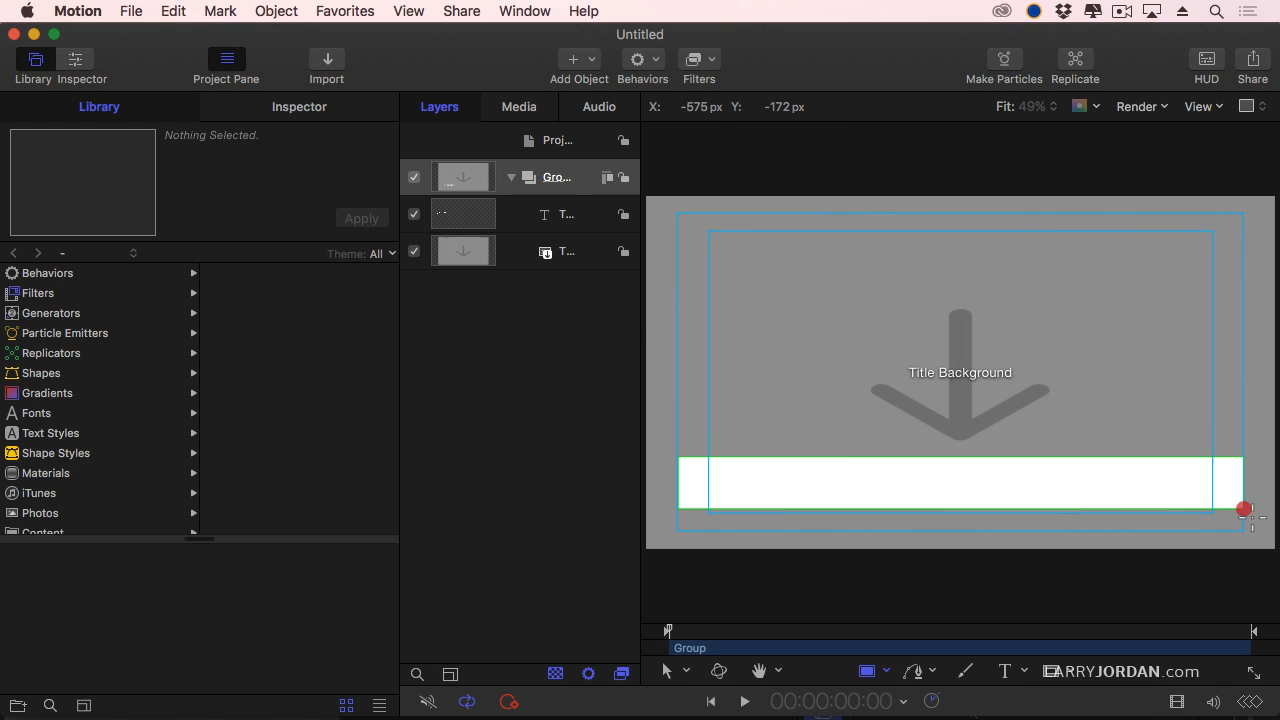 Motion File Edit Mark Object Favorites View Share Window Help
Untitled
Library Inspector Project Pane Import Add Object Behaviors Filters Make Particles Replicate HUD Share
Library Inspector Layers Media Audio X: -575 px Y: -172 px Fit: 49% Render View
Nothing Selected.
Proj...
Gro...
Apply
T...
- Theme: All
T...
Behaviors
Filters
Generators
Particle Emitters
Replicators
Shapes
Gradients
Fonts
Text Styles
Shape Styles
Materials
iTunes
Photos
Content
Title Background
Group
T
LARRYJORDAN.com
00:00:00:00